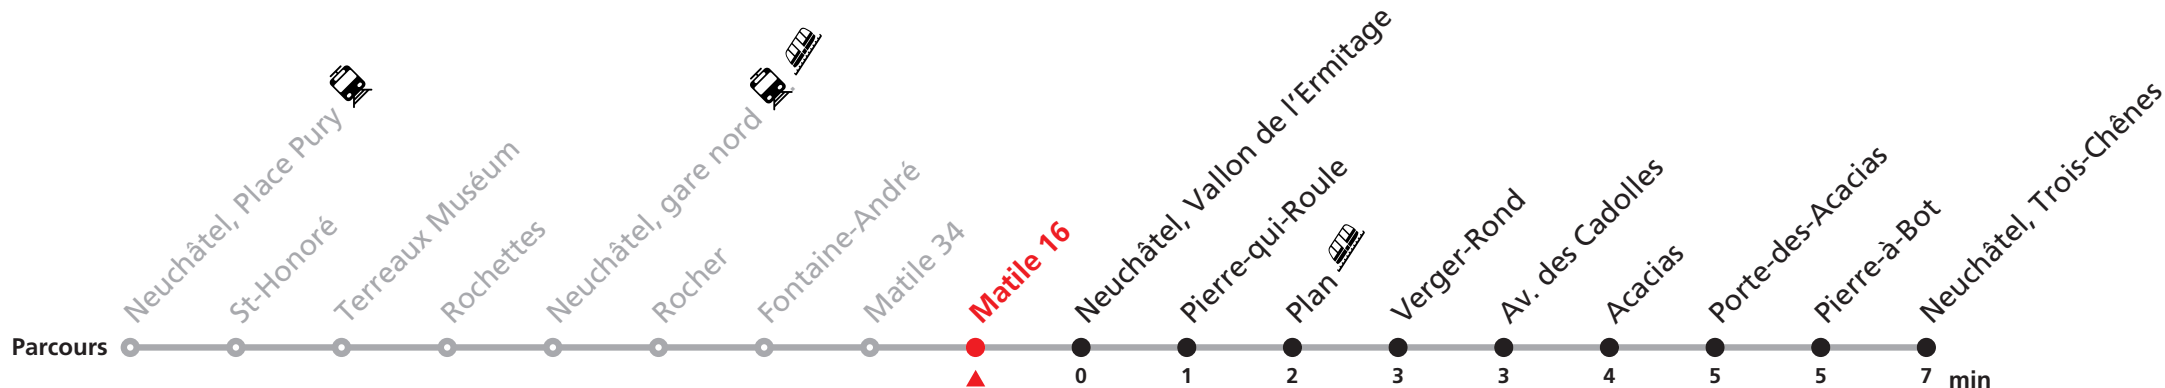 Neuchâtel, Place Pury
St-Honoré
Terreaux Muséum
Rochettes
Neuchâtel, gare nord
Rocher
Fontaine-André
Matile 34
Matile 16
Neuchâtel, Vallon de l'Ermitage
Pierre-qui-Roule
Plan
Verger-Rond
Av. des Cadolles
Acacias
Porte-des-Acacias
Pierre-à-Bot
Neuchâtel, Trois-Chênes
Parcours
0 1 2 3 3 4 5 5 7 min